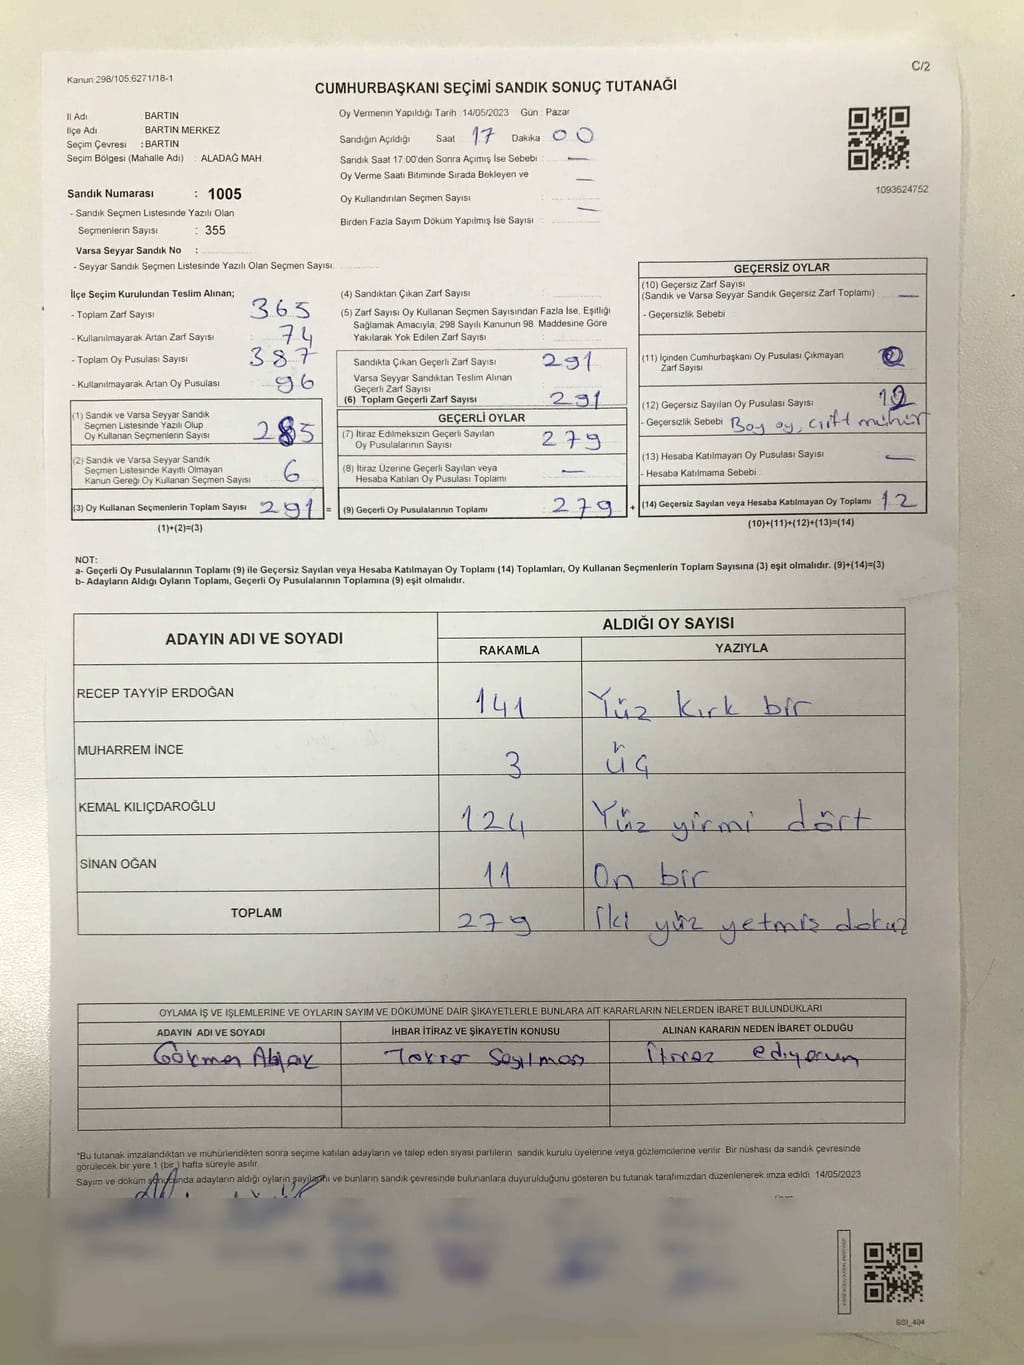 Kanun 298/105,6271/18-1
C/2
CUMHURBAŞKANI SEÇİMİ SANDIK SONUÇ TUTANAĞI
İl Adı BARTIN
İlçe Adı BARTIN MERKEZ
Seçim Çevresi : BARTIN
Seçim Bölgesi (Mahalle Adı) : ALADAĞ MAH.
Sandık Numarası : 1005
- Sandık Seçmen Listesinde Yazılı Olan
Seçmenlerin Sayısı : 355
Varsa Seyyar Sandık No :
- Seyyar Sandık Seçmen Listesinde Yazılı Olan Seçmen Sayısı:
Oy Vermenin Yapıldığı Tarih : 14/05/2023 Gün : Pazar
Sandığın Açıldığı Saat 17 Dakika 00
Sandık Saat 17:00'den Sonra Açımış İse Sebebi : —
Oy Verme Saati Bitiminde Sırada Bekleyen ve —
Oy Kullandırılan Seçmen Sayısı :
Birden Fazla Sayım Döküm Yapılmış İse Sayısı : —
1093624752
İlçe Seçim Kurulundan Teslim Alınan;
- Toplam Zarf Sayısı 365
- Kullanılmayarak Artan Zarf Sayısı 74
- Toplam Oy Pusulası Sayısı 387
- Kullanılmayarak Artan Oy Pusulası 96
(1) Sandık ve Varsa Seyyar Sandık
Seçmen Listesinde Yazılı Olup
Oy Kullanan Seçmenlerin Sayısı 285
(2) Sandık ve Varsa Seyyar Sandık
Seçmen Listesinde Kayıtlı Olmayan
Kanun Gereği Oy Kullanan Seçmen Sayısı 6
(3) Oy Kullanan Seçmenlerin Toplam Sayısı 291 =
(1)+(2)=(3)
(4) Sandıktan Çıkan Zarf Sayısı :
(5) Zarf Sayısı Oy Kullanan Seçmen Sayısından Fazla İse, Eşitliği
Sağlamak Amacıyla, 298 Sayılı Kanunun 98. Maddesine Göre
Yakılarak Yok Edilen Zarf Sayısı :
Sandıkta Çıkan Geçerli Zarf Sayısı 291
Varsa Seyyar Sandıktan Teslim Alınan
Geçerli Zarf Sayısı
(6) Toplam Geçerli Zarf Sayısı 291
GEÇERLİ OYLAR
(7) İtiraz Edilmeksizin Geçerli Sayılan
Oy Pusulasının Sayısı 279
(8) İtiraz Üzerine Geçerli Sayılan veya
Hesaba Katılan Oy Pusulası Toplamı —
(9) Geçerli Oy Pusulalarının Toplamı 279 +
GEÇERSİZ OYLAR
(10) Geçersiz Zarf Sayısı
(Sandık ve Varsa Seyyar Sandık Geçersiz Zarf Toplamı) : —
- Geçersizlik Sebebi :
(11) İçinden Cumhurbaşkanı Oy Pusulası Çıkmayan
Zarf Sayısı 0
(12) Geçersiz Sayılan Oy Pusulası Sayısı 12
- Geçersizlik Sebebi Boş oy, çift mühür
(13) Hesaba Katılmayan Oy Pusulası Sayısı —
- Hesaba Katılmama Sebebi :
(14) Geçersiz Sayılan veya Hesaba Katılmayan Oy Toplamı 12
(10)+(11)+(12)+(13)=(14)
NOT:
a- Geçerli Oy Pusulalarının Toplamı (9) ile Geçersiz Sayılan veya Hesaba Katılmayan Oy Toplamı (14) Toplamları, Oy Kullanan Seçmenlerin Toplam Sayısına (3) eşit olmalıdır. (9)+(14)=(3)
b- Adayların Aldığı Oyların Toplamı, Geçerli Oy Pusulalarının Toplamına (9) eşit olmalıdır.
ADAYIN ADI VE SOYADI
ALDIĞI OY SAYISI
RAKAMLA YAZIYLA
RECEP TAYYİP ERDOĞAN 141 Yüz kırk bir
MUHARREM İNCE 3 üç
KEMAL KILIÇDAROĞLU 124 Yüz yirmi dört
SİNAN OĞAN 11 On bir
TOPLAM 279 İki yüz yetmiş dokuz
OYLAMA İŞ VE İŞLEMLERİNE VE OYLARIN SAYIM VE DÖKÜMÜNE DAİR ŞİKAYETLERLE BUNLARA AİT KARARLARIN NELERDEN İBARET BULUNDUKLARI
ADAYIN ADI VE SOYADI İHBAR İTİRAZ VE ŞİKAYETİN KONUSU ALINAN KARARIN NEDEN İBARET OLDUĞU
Gökmen Tekrar Sayılması İtiraz ediyorum
*Bu tutanak imzalandıktan ve mühürlendikten sonra seçime katılan adayların ve talep eden siyasi partilerin sandık kurulu üyelerine veya gözlemcilerine verilir. Bir nüshası da sandık çevresinde
görülecek bir yere 1 (bir) hafta süreyle asılır.
Sayım ve döküm sonucunda adayların aldığı oyların sayılarını ve bunların sandık çevresinde bulunanlara duyurulduğunu gösteren bu tutanak tarafımızdan düzenlenerek imza edildi. 14/05/2023
GSI_404